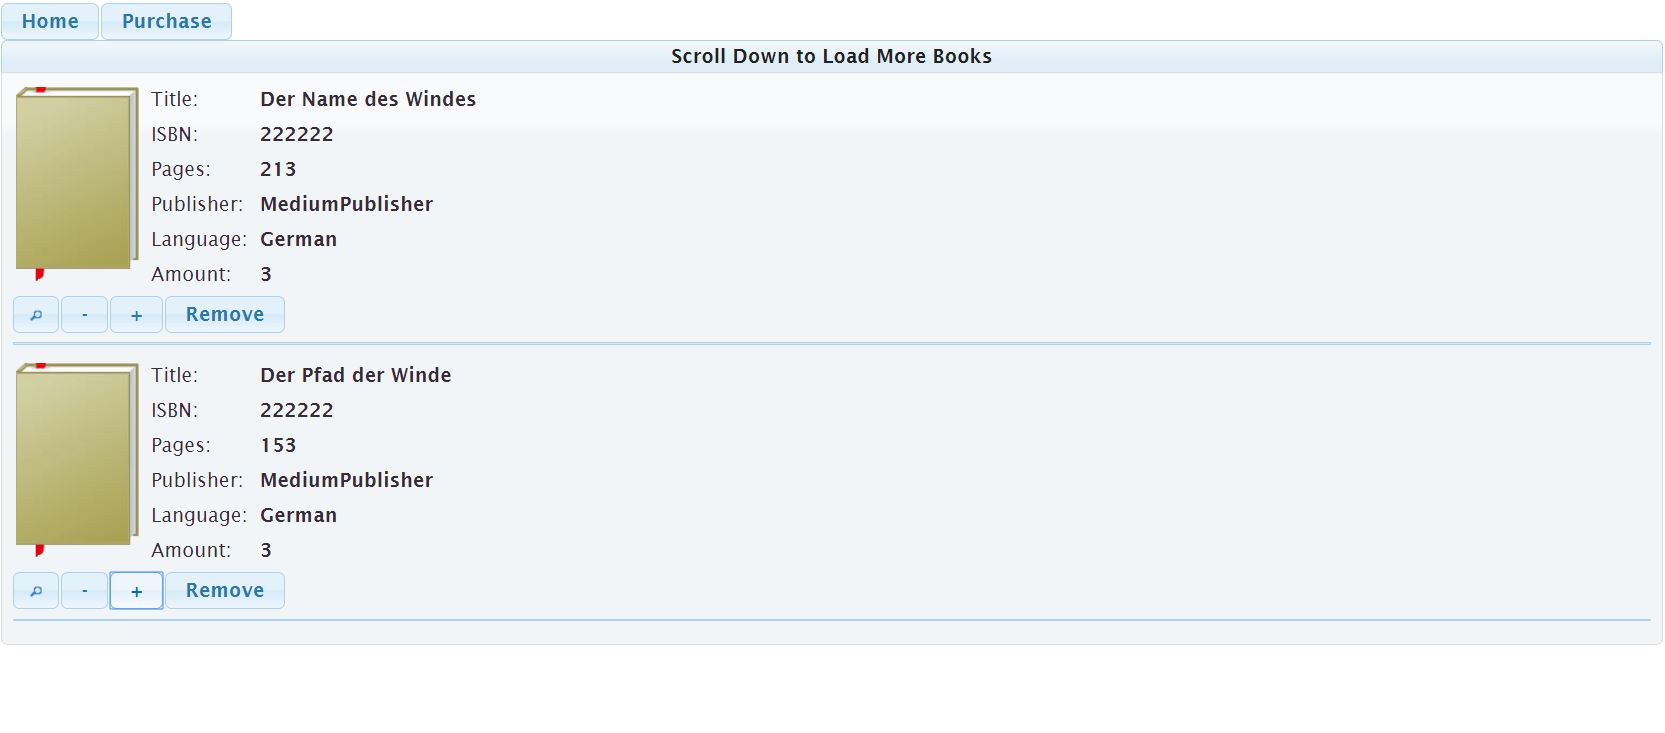 Home Purchase
Scroll Down to Load More Books
Title: Der Name des Windes
ISBN: 222222
Pages: 213
Publisher: MediumPublisher
Language: German
Amount: 3
- + Remove
Title: Der Pfad der Winde
ISBN: 222222
Pages: 153
Publisher: MediumPublisher
Language: German
Amount: 3
- + Remove